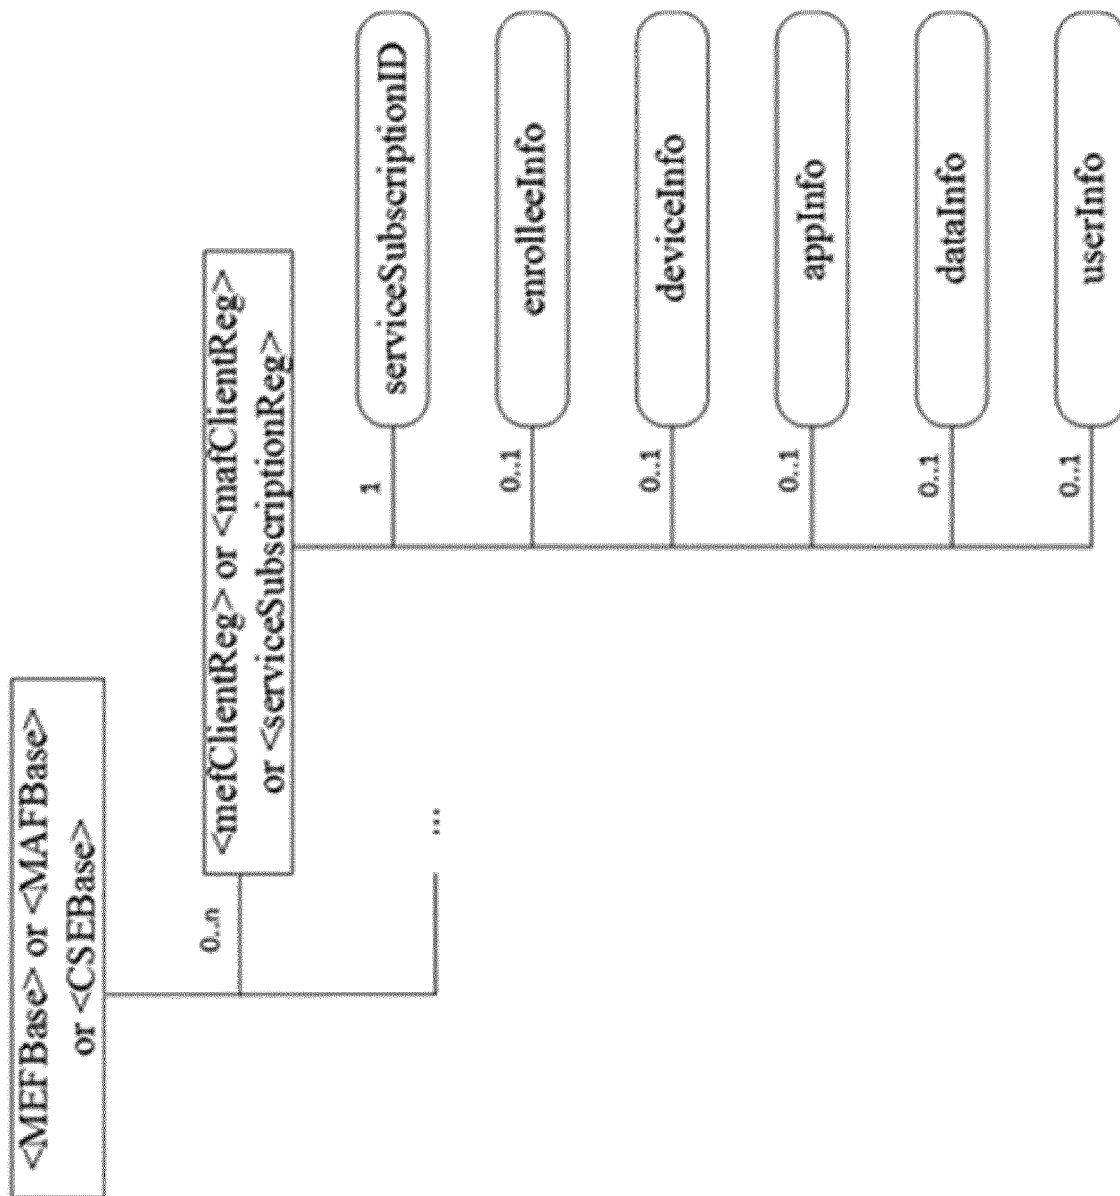 <MEFBase> or <MAFBase>
or <CSEBase>
0..n
<mefClientReg> or <mafClientReg>
or <serviceSubscriptionReg>
...
1
serviceSubscriptionID
0..1
enrolleeInfo
0..1
deviceInfo
0..1
appInfo
0..1
dataInfo
0..1
userInfo